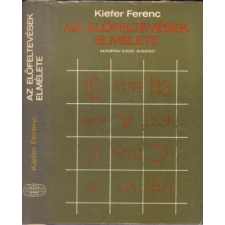 Kiefer Ferenc
AZ ELŐFELTEVÉSEK
ELMÉLETE
AKADÉMIAI KIADÓ, BUDAPEST
AZ ELŐFELTEVÉSEK
ELMÉLETE
Kiefer Ferenc